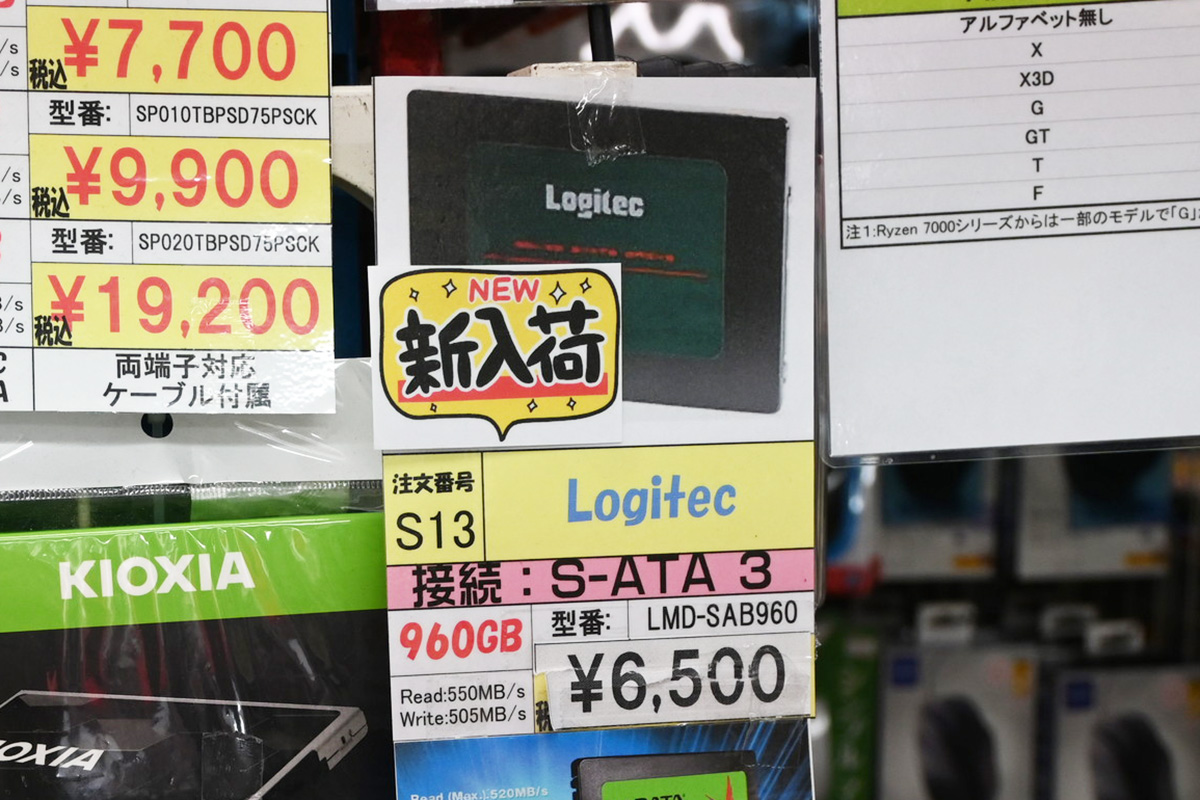 ¥7,700
税込
型番: SP010TBPSD75PSCK
¥9,900
税込
型番: SP020TBPSD75PSCK
¥19,200
税込
両端子対応
ケーブル付属
KIOXIA
Logitec
NEW
新入荷
注文番号
S13
Logitec
接続:S-ATA 3
960GB
型番: LMD-SAB960
Read:550MB/s
Write:505MB/s
¥6,500
Read (Max.):520MB/s
アルファベット無し
X
X3D
G
GT
T
F
注1:Ryzen 7000シリーズからは一部のモデルで「G」